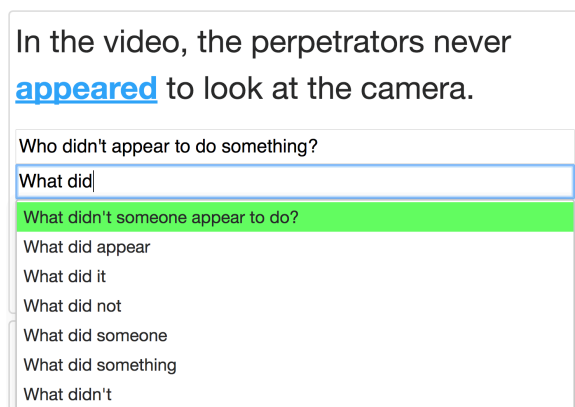 In the video, the perpetrators never
appeared to look at the camera.
Who didn't appear to do something?
What did
What didn't someone appear to do?
What did appear
What did it
What did not
What did someone
What did something
What didn't